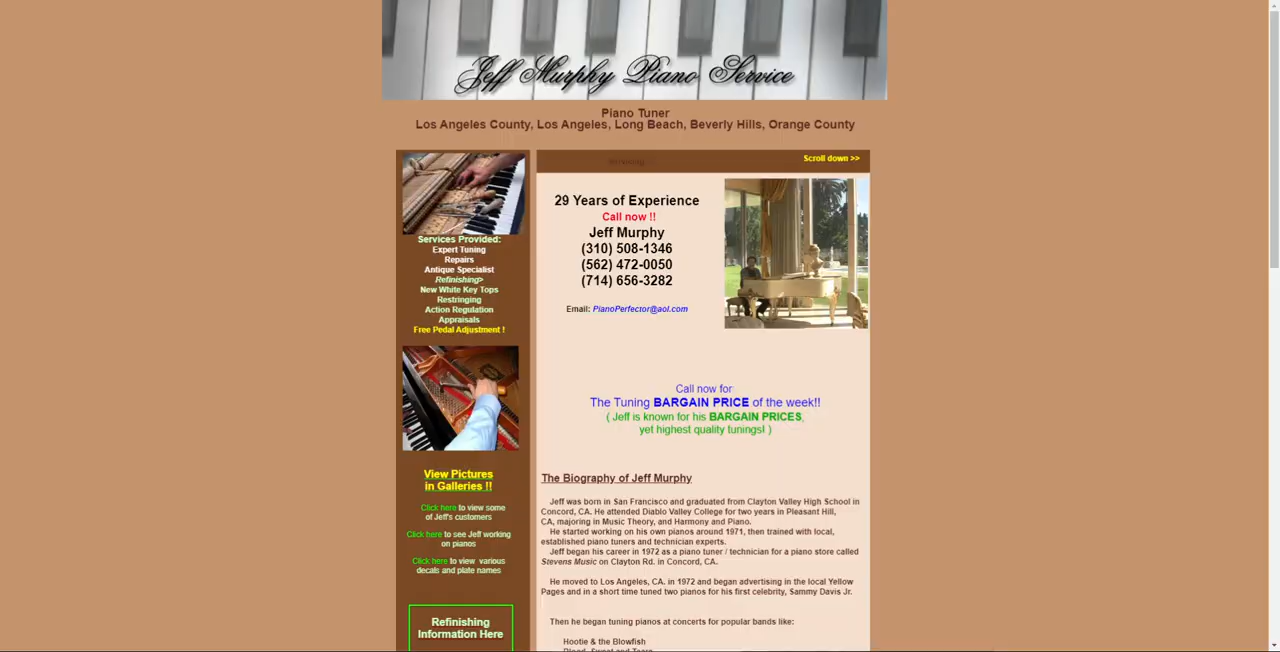 Jeff Murphy Piano Service
Piano Tuner
Los Angeles County, Los Angeles, Long Beach, Beverly Hills, Orange County
Scroll down >>
29 Years of Experience
Call now !!
Jeff Murphy
(310) 508-1346
(562) 472-0050
(714) 656-3282
Email: PianoPerfector@aol.com
Services Provided:
Expert Tuning
Repairs
Antique Specialist
Refinishing>
New White Key Tops
Restringing
Action Regulation
Appraisals
Free Pedal Adjustment !
View Pictures
in Galleries !!
Click here to view some
of Jeff's customers
Click here to see Jeff working
on pianos
Click here to view various
decals and plate names
Refinishing
Information Here
Call now for
The Tuning BARGAIN PRICE of the week!!
( Jeff is known for his BARGAIN PRICES,
yet highest quality tunings! )
The Biography of Jeff Murphy
Jeff was born in San Francisco and graduated from Clayton Valley High School in
Concord, CA. He attended Diablo Valley College for two years in Pleasant Hill,
CA, majoring in Music Theory, and Harmony and Piano.
He started working on his own pianos around 1971, then trained with local,
established piano tuners and technician experts.
Jeff began his career in 1972 as a piano tuner / technician for a piano store called
Stevens Music on Clayton Rd. in Concord, CA.
He moved to Los Angeles, CA. in 1972 and began advertising in the local Yellow
Pages and in a short time tuned two pianos for his first celebrity, Sammy Davis Jr.
Then he began tuning pianos at concerts for popular bands like:
Hootie & the Blowfish
Blood, Sweat and Tears